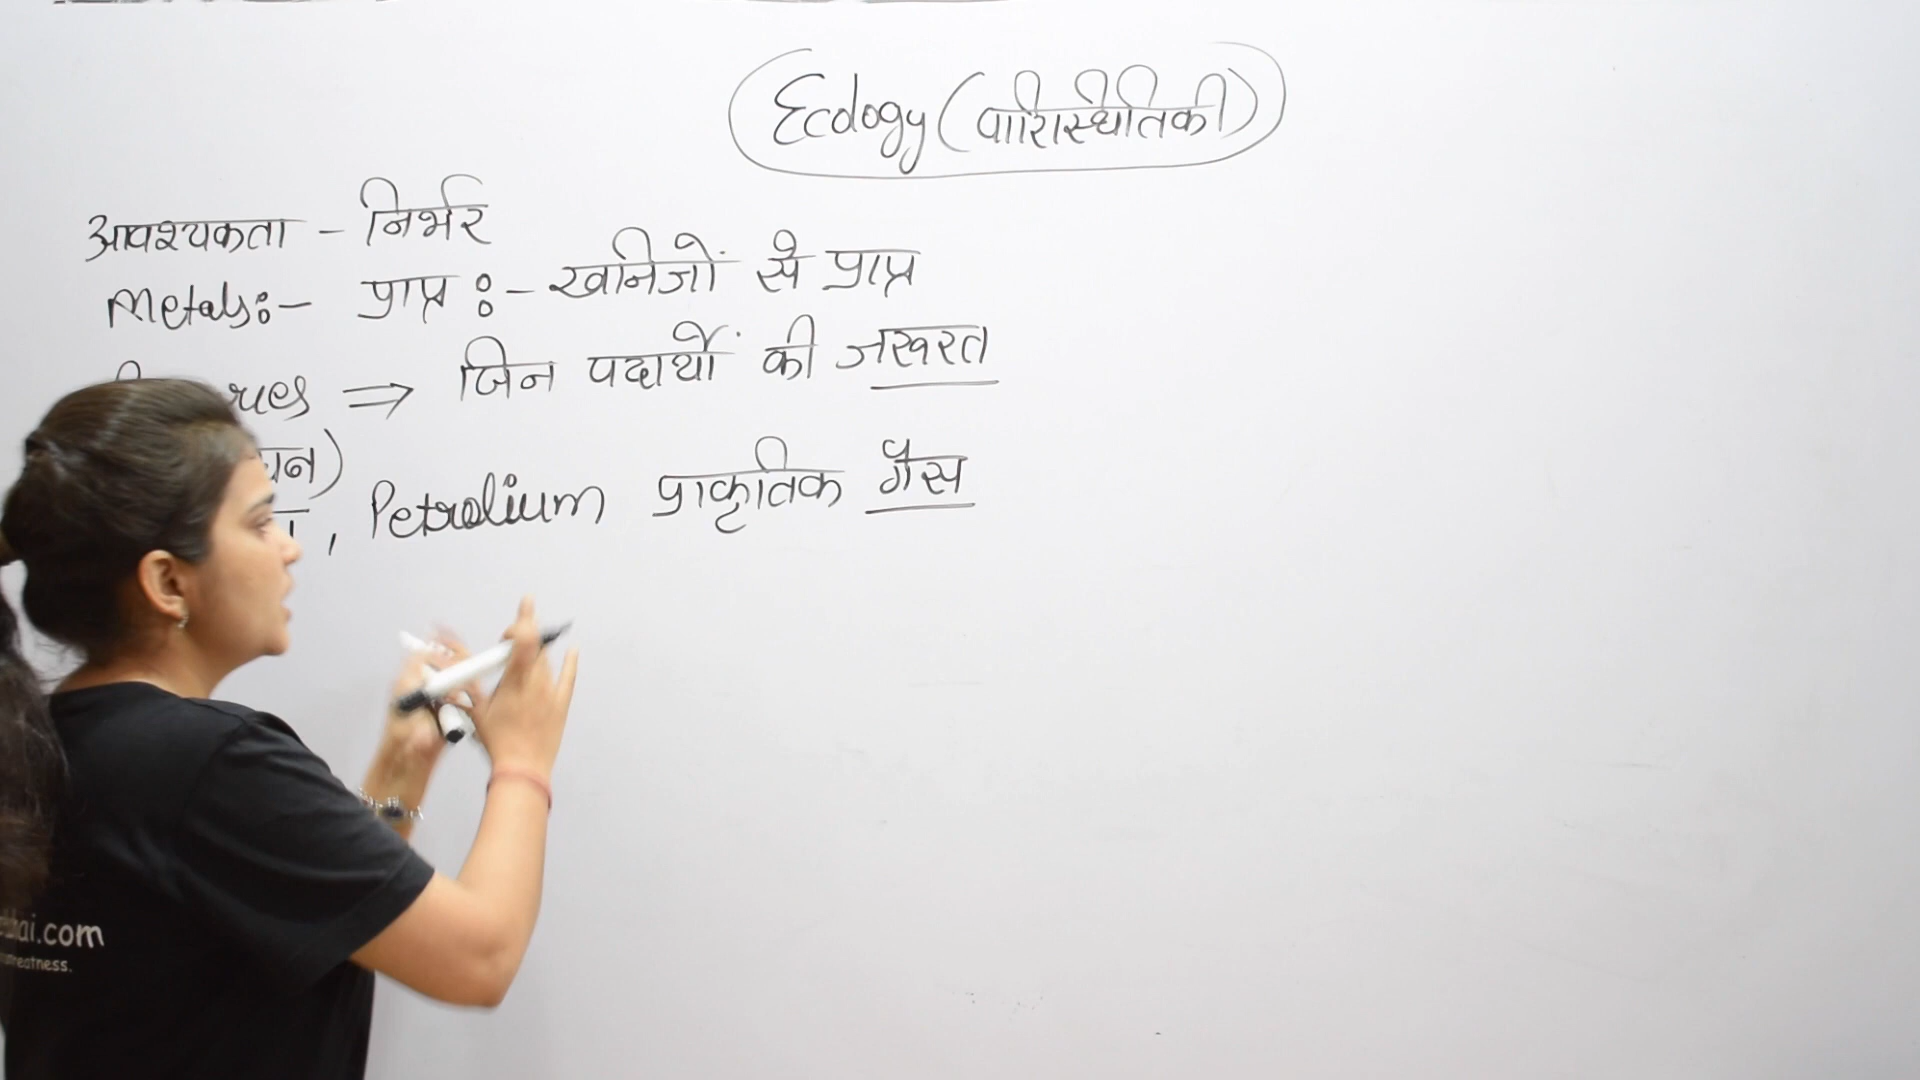 Ecology (पारिस्थितिकी)
आवश्यकता - निर्भर
Metals:- प्राप्त :- खनिजों से प्राप्त
⇒ जिन पदार्थों की जरूरत
, Petrolium प्राकृतिक गैस
.com